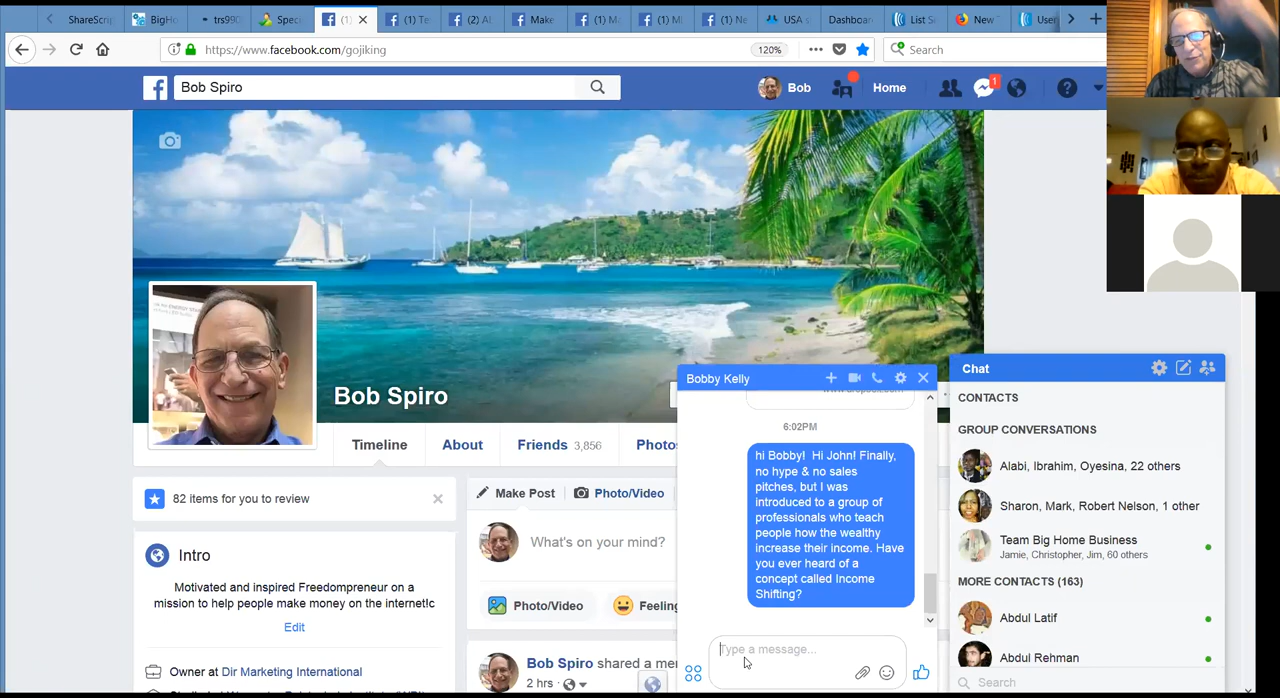 ShareScri
BigHo
trs990
Speci
(1)
(1) Te
(2) A
Make
(1) M
(1) M
(1) Ne
USA s
Dashboar
List S
New T
User
https://www.facebook.com/gojiking
120%
Search
Bob Spiro
Bob
Home
1
Bob Spiro
Timeline
About
Friends 3,856
Photo
82 items for you to review
Intro
Motivated and inspired Freedompreneur on a
mission to help people make money on the internet!c
Edit
Owner at Dir Marketing International
Make Post
Photo/Video
What's on your mind?
Photo/Video
Feeling
Bob Spiro shared a me
2 hrs
Bobby Kelly
6:02PM
hi Bobby! Hi John! Finally,
no hype & no sales
pitches, but I was
introduced to a group of
professionals who teach
people how the wealthy
increase their income. Have
you ever heard of a
concept called Income
Shifting?
Type a message...
Chat
CONTACTS
GROUP CONVERSATIONS
Alabi, Ibrahim, Oyesina, 22 others
Sharon, Mark, Robert Nelson, 1 other
Team Big Home Business
Jamie, Christopher, Jim, 60 others
MORE CONTACTS (163)
Abdul Latif
Abdul Rehman
Search